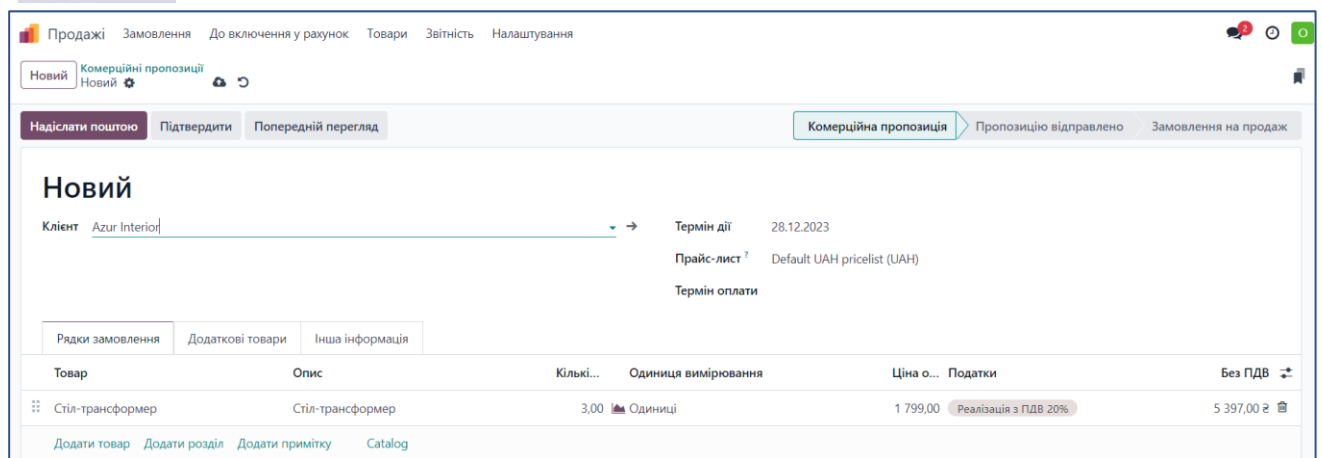 Продажі Замовлення До включення у рахунок Товари Звітність Налаштування 2 O
Новий Комерційні пропозиції
Новий
Надіслати поштою Підтвердити Попередній перегляд Комерційна пропозиція Пропозицію відправлено Замовлення на продаж
Новий
Клієнт Azur Interior Термін дії 28.12.2023
Прайс-лист ? Default UAH pricelist (UAH)
Термін оплати
Рядки замовлення Додаткові товари Інша інформація
Товар Опис Кількі... Одиниця вимірювання Ціна о... Податки Без ПДВ
Стіл-трансформер Стіл-трансформер 3,00 Одиниці 1 799,00 Реалізація з ПДВ 20% 5 397,00 ₴
Додати товар Додати розділ Додати примітку Catalog